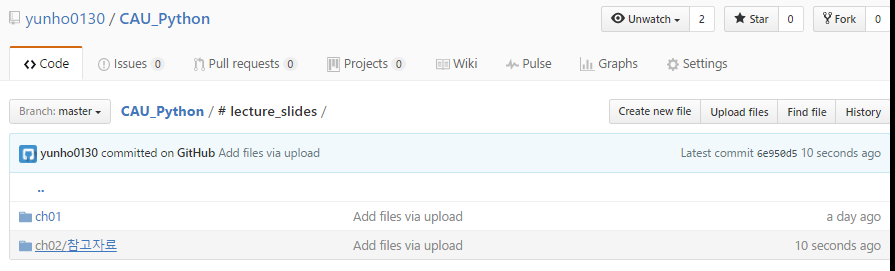 yunho0130 / CAU_Python Unwatch 2 Star 0 Fork 0
Code Issues 0 Pull requests 0 Projects 0 Wiki Pulse Graphs Settings
Branch: master CAU_Python / # lecture_slides / Create new file Upload files Find file History
yunho0130 committed on GitHub Add files via upload Latest commit 6e950d5 10 seconds ago
..
ch01 Add files via upload a day ago
ch02/참고자료 Add files via upload 10 seconds ago